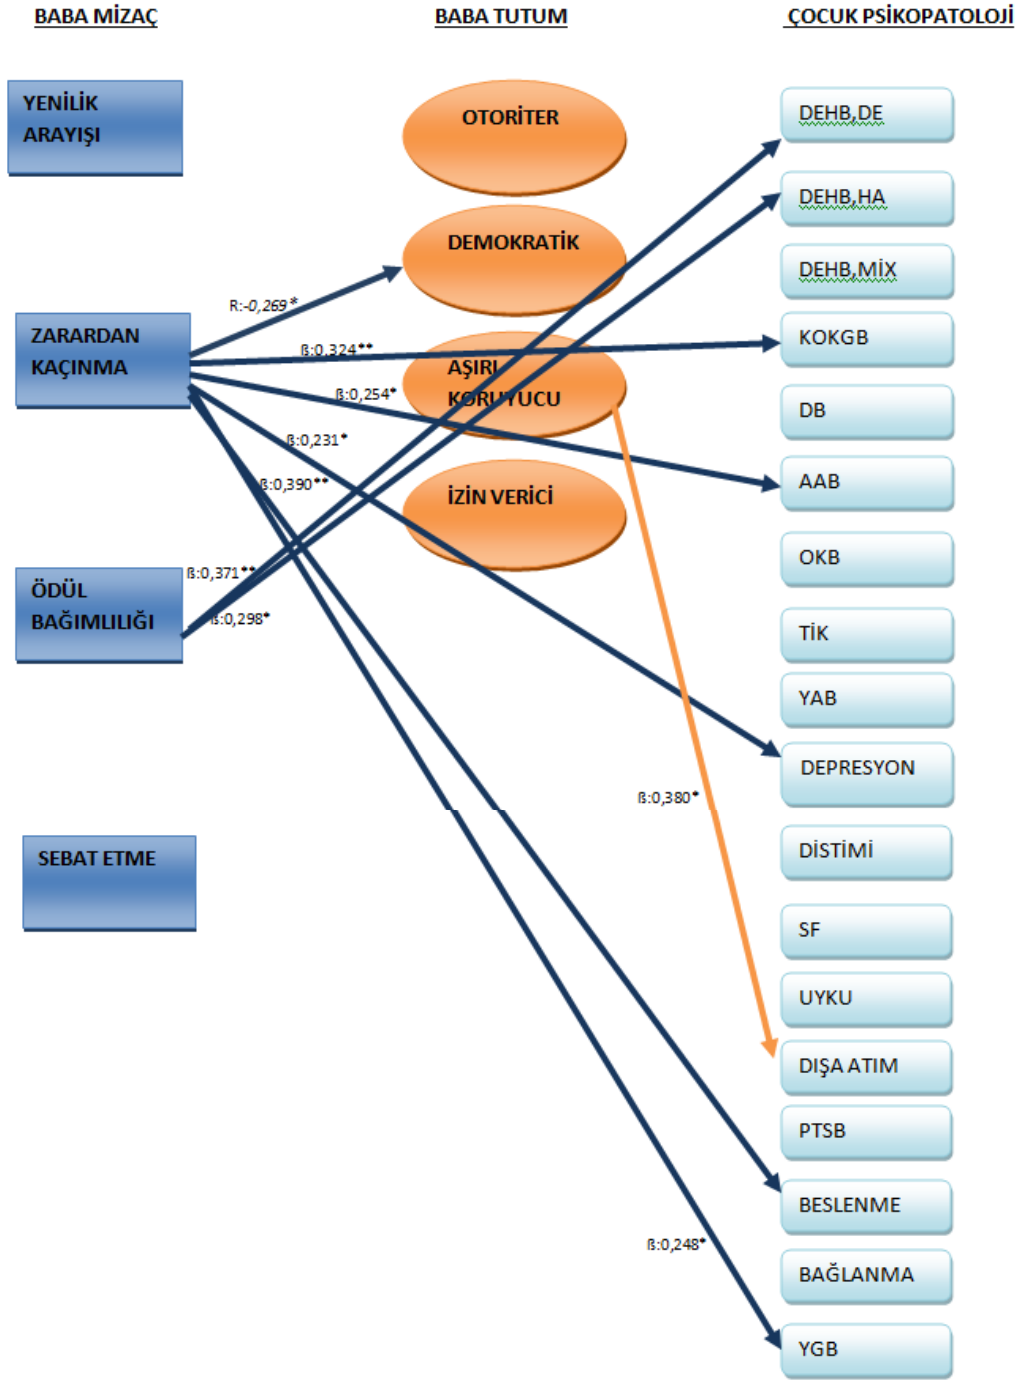 BABA MİZAÇ
BABA TUTUM
ÇOCUK PSİKOPATOLOJİ
YENİLİK
ARAYIŞI
ZARARDAN
KAÇINMA
ÖDÜL
BAĞIMLILIĞI
SEBAT ETME
OTORİTER
DEMOKRATİK
AŞIRI
KORUYUCU
İZİN VERİCİ
R:-0,269*
ß:0,324**
ß:0,254*
ß:0,231*
ß:0,390**
ß:0,371**
ß:0,298*
ß:0,380*
ß:0,248*
DEHB,DE
DEHB,HA
DEHB,MİX
KOKGB
DB
AAB
OKB
TİK
YAB
DEPRESYON
DİSTİMİ
SF
UYKU
DIŞA ATIM
PTSB
BESLENME
BAĞLANMA
YGB